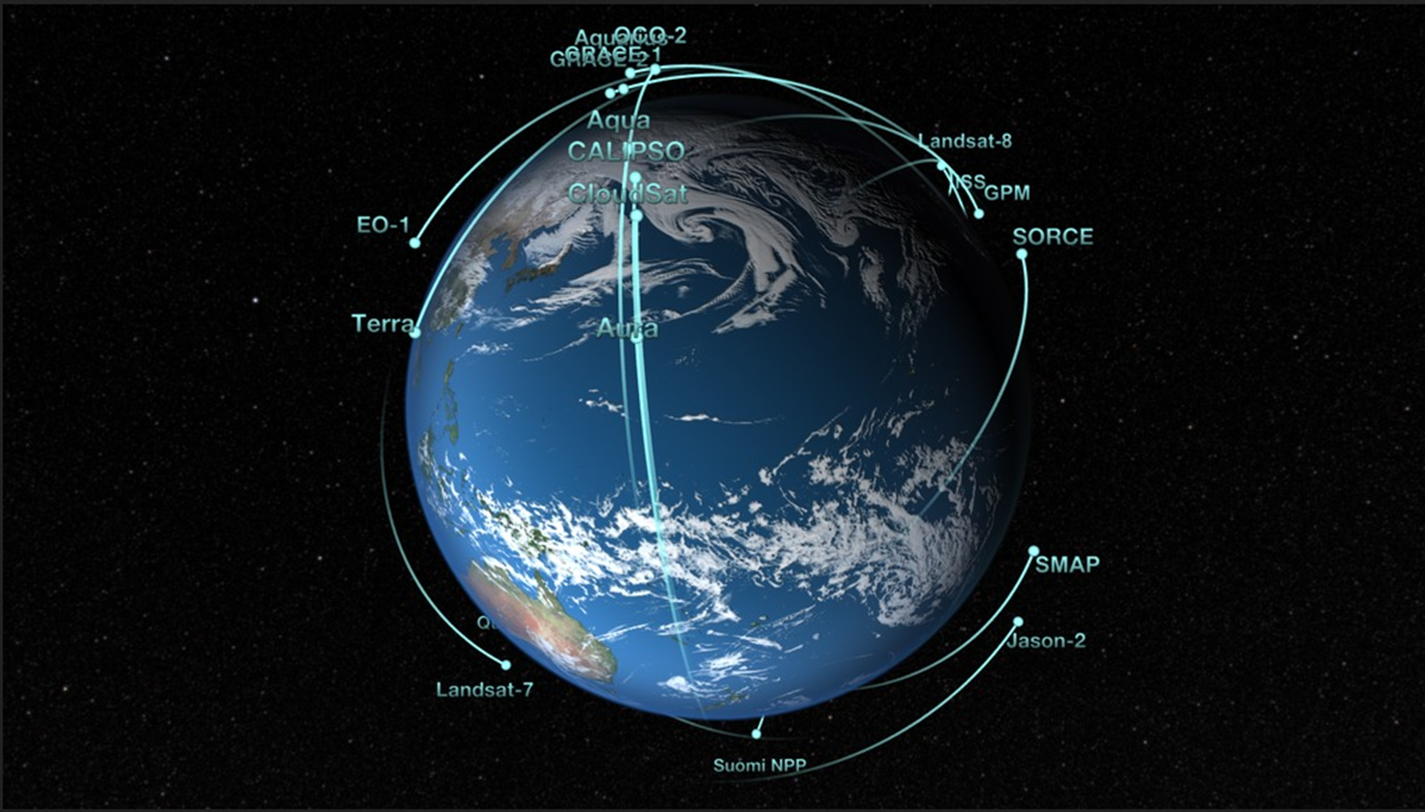 OCO-2
Aquarius
GRACE-1
GRACE-2
Aqua
Landsat-8
CALIPSO
ISS
GPM
CloudSat
EO-1
SORCE
Terra
Aura
SMAP
Jason-2
Landsat-7
Suomi NPP